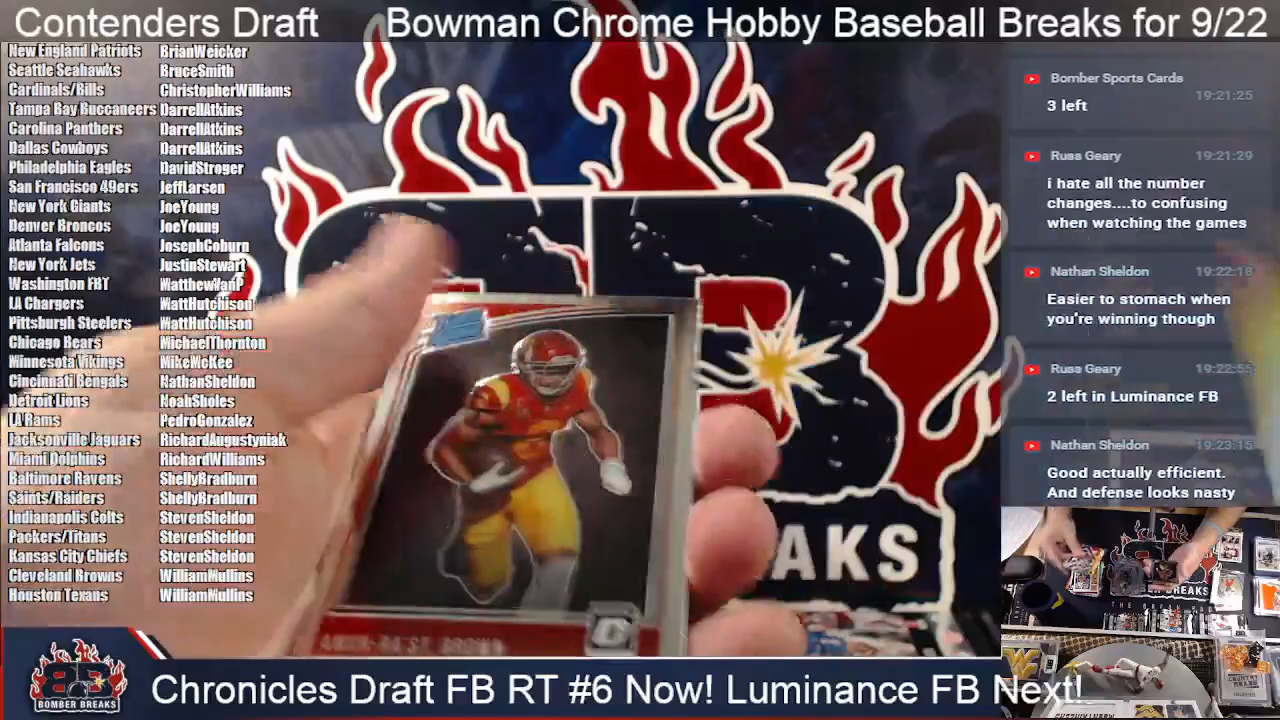 Contenders Draft
Bowman Chrome Hobby Baseball Breaks for 9/22
New England Patriots BrianWeicker
Seattle Seahawks BruceSmith
Cardinals/Bills ChristopherWilliams
Tampa Bay Buccaneers DarrellAtkins
Carolina Panthers DarrellAtkins
Dallas Cowboys DarrellAtkins
Philadelphia Eagles DavidStroger
San Francisco 49ers JeffLarsen
New York Giants JoeYoung
Denver Broncos JoeYoung
Atlanta Falcons JosephCoburn
New York Jets JustinStewart
Washington FBT MatthewVanP
LA Chargers MattHutchison
Pittsburgh Steelers MattHutchison
Chicago Bears MichaelThornton
Minnesota Vikings MikeMcKee
Cincinnati Bengals NathanSheldon
Detroit Lions NoahSholes
LA Rams PedroGonzalez
Jacksonville Jaguars RichardAugustyniak
Miami Dolphins RichardWilliams
Baltimore Ravens ShellyBradburn
Saints/Raiders ShellyBradburn
Indianapolis Colts StevenSheldon
Packers/Titans StevenSheldon
Kansas City Chiefs StevenSheldon
Cleveland Browns WilliamMullins
Houston Texans WilliamMullins
Bomber Sports Cards 19:21:25
3 left
Russ Geary 19:21:29
i hate all the number
changes....to confusing
when watching the games
Nathan Sheldon 19:22:18
Easier to stomach when
you're winning though
Russ Geary 19:22:55
2 left in Luminance FB
Nathan Sheldon 19:23:15
Good actually efficient.
And defense looks nasty
B
AKS
AMON-RA ST. BROWN
C
BOMBER BREAKS
Chronicles Draft FB RT #6 Now! Luminance FB Next!